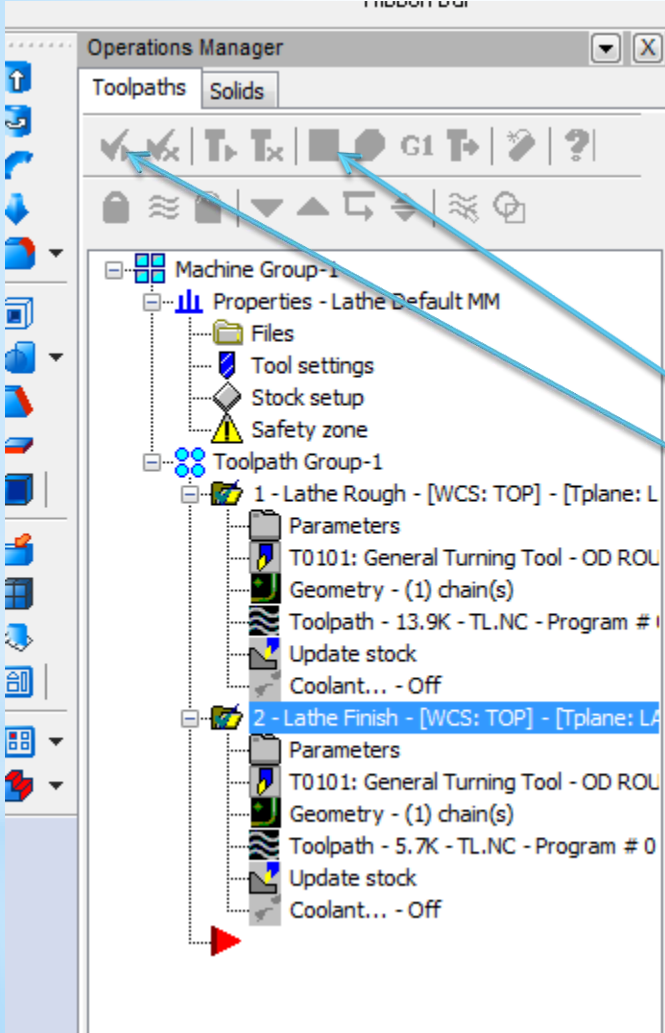 Ribbon Bar
Operations Manager
Toolpaths Solids
G1
Machine Group-1
Properties - Lathe Default MM
Files
Tool settings
Stock setup
Safety zone
Toolpath Group-1
1 - Lathe Rough - [WCS: TOP] - [Tplane: L
Parameters
T0101: General Turning Tool - OD ROU
Geometry - (1) chain(s)
Toolpath - 13.9K - TL.NC - Program #
Update stock
Coolant... - Off
2 - Lathe Finish - [WCS: TOP] - [Tplane: LA
Parameters
T0101: General Turning Tool - OD ROU
Geometry - (1) chain(s)
Toolpath - 5.7K - TL.NC - Program # 0
Update stock
Coolant... - Off